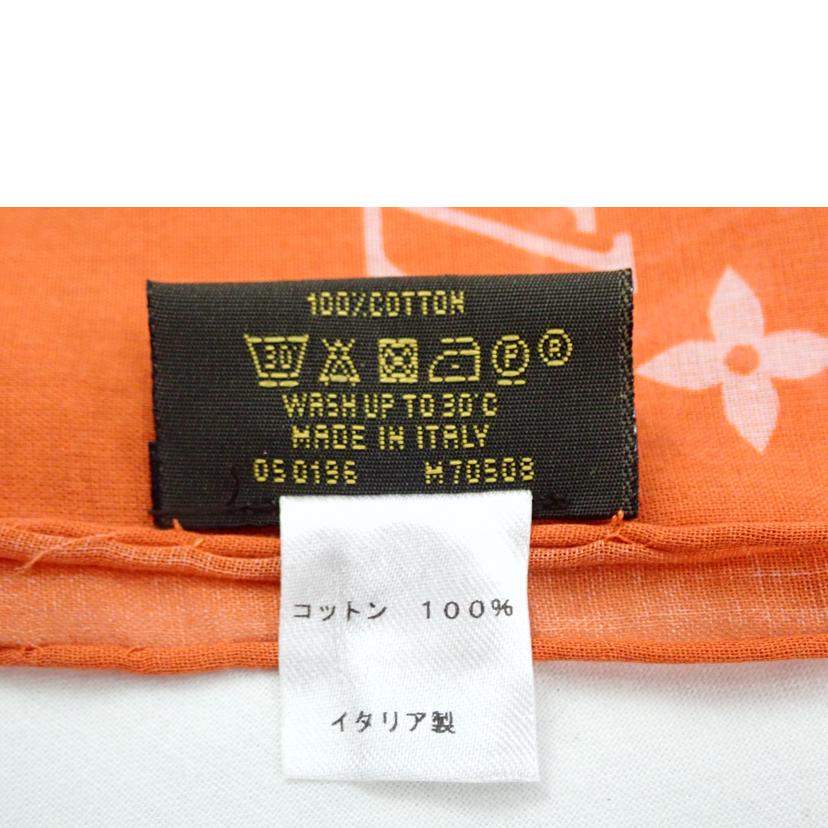 100%COTTON
30 P R
WASH UP TO 30°C
MADE IN ITALY
050196 M70508
コットン 100%
イタリア製